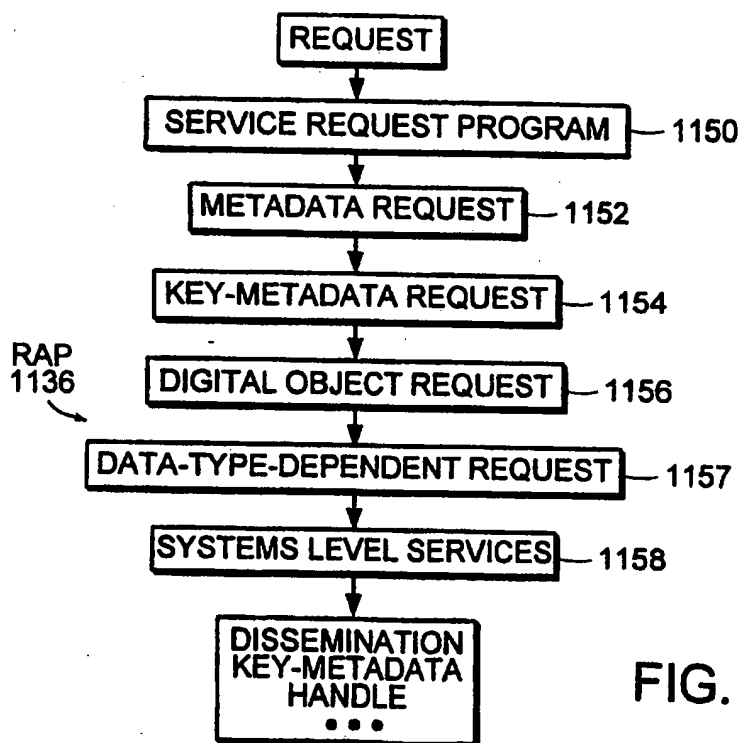 REQUEST
SERVICE REQUEST PROGRAM 1150
METADATA REQUEST 1152
KEY-METADATA REQUEST 1154
RAP
1136
DIGITAL OBJECT REQUEST 1156
DATA-TYPE-DEPENDENT REQUEST 1157
SYSTEMS LEVEL SERVICES 1158
DISSEMINATION
KEY-METADATA
HANDLE
• • •
FIG.